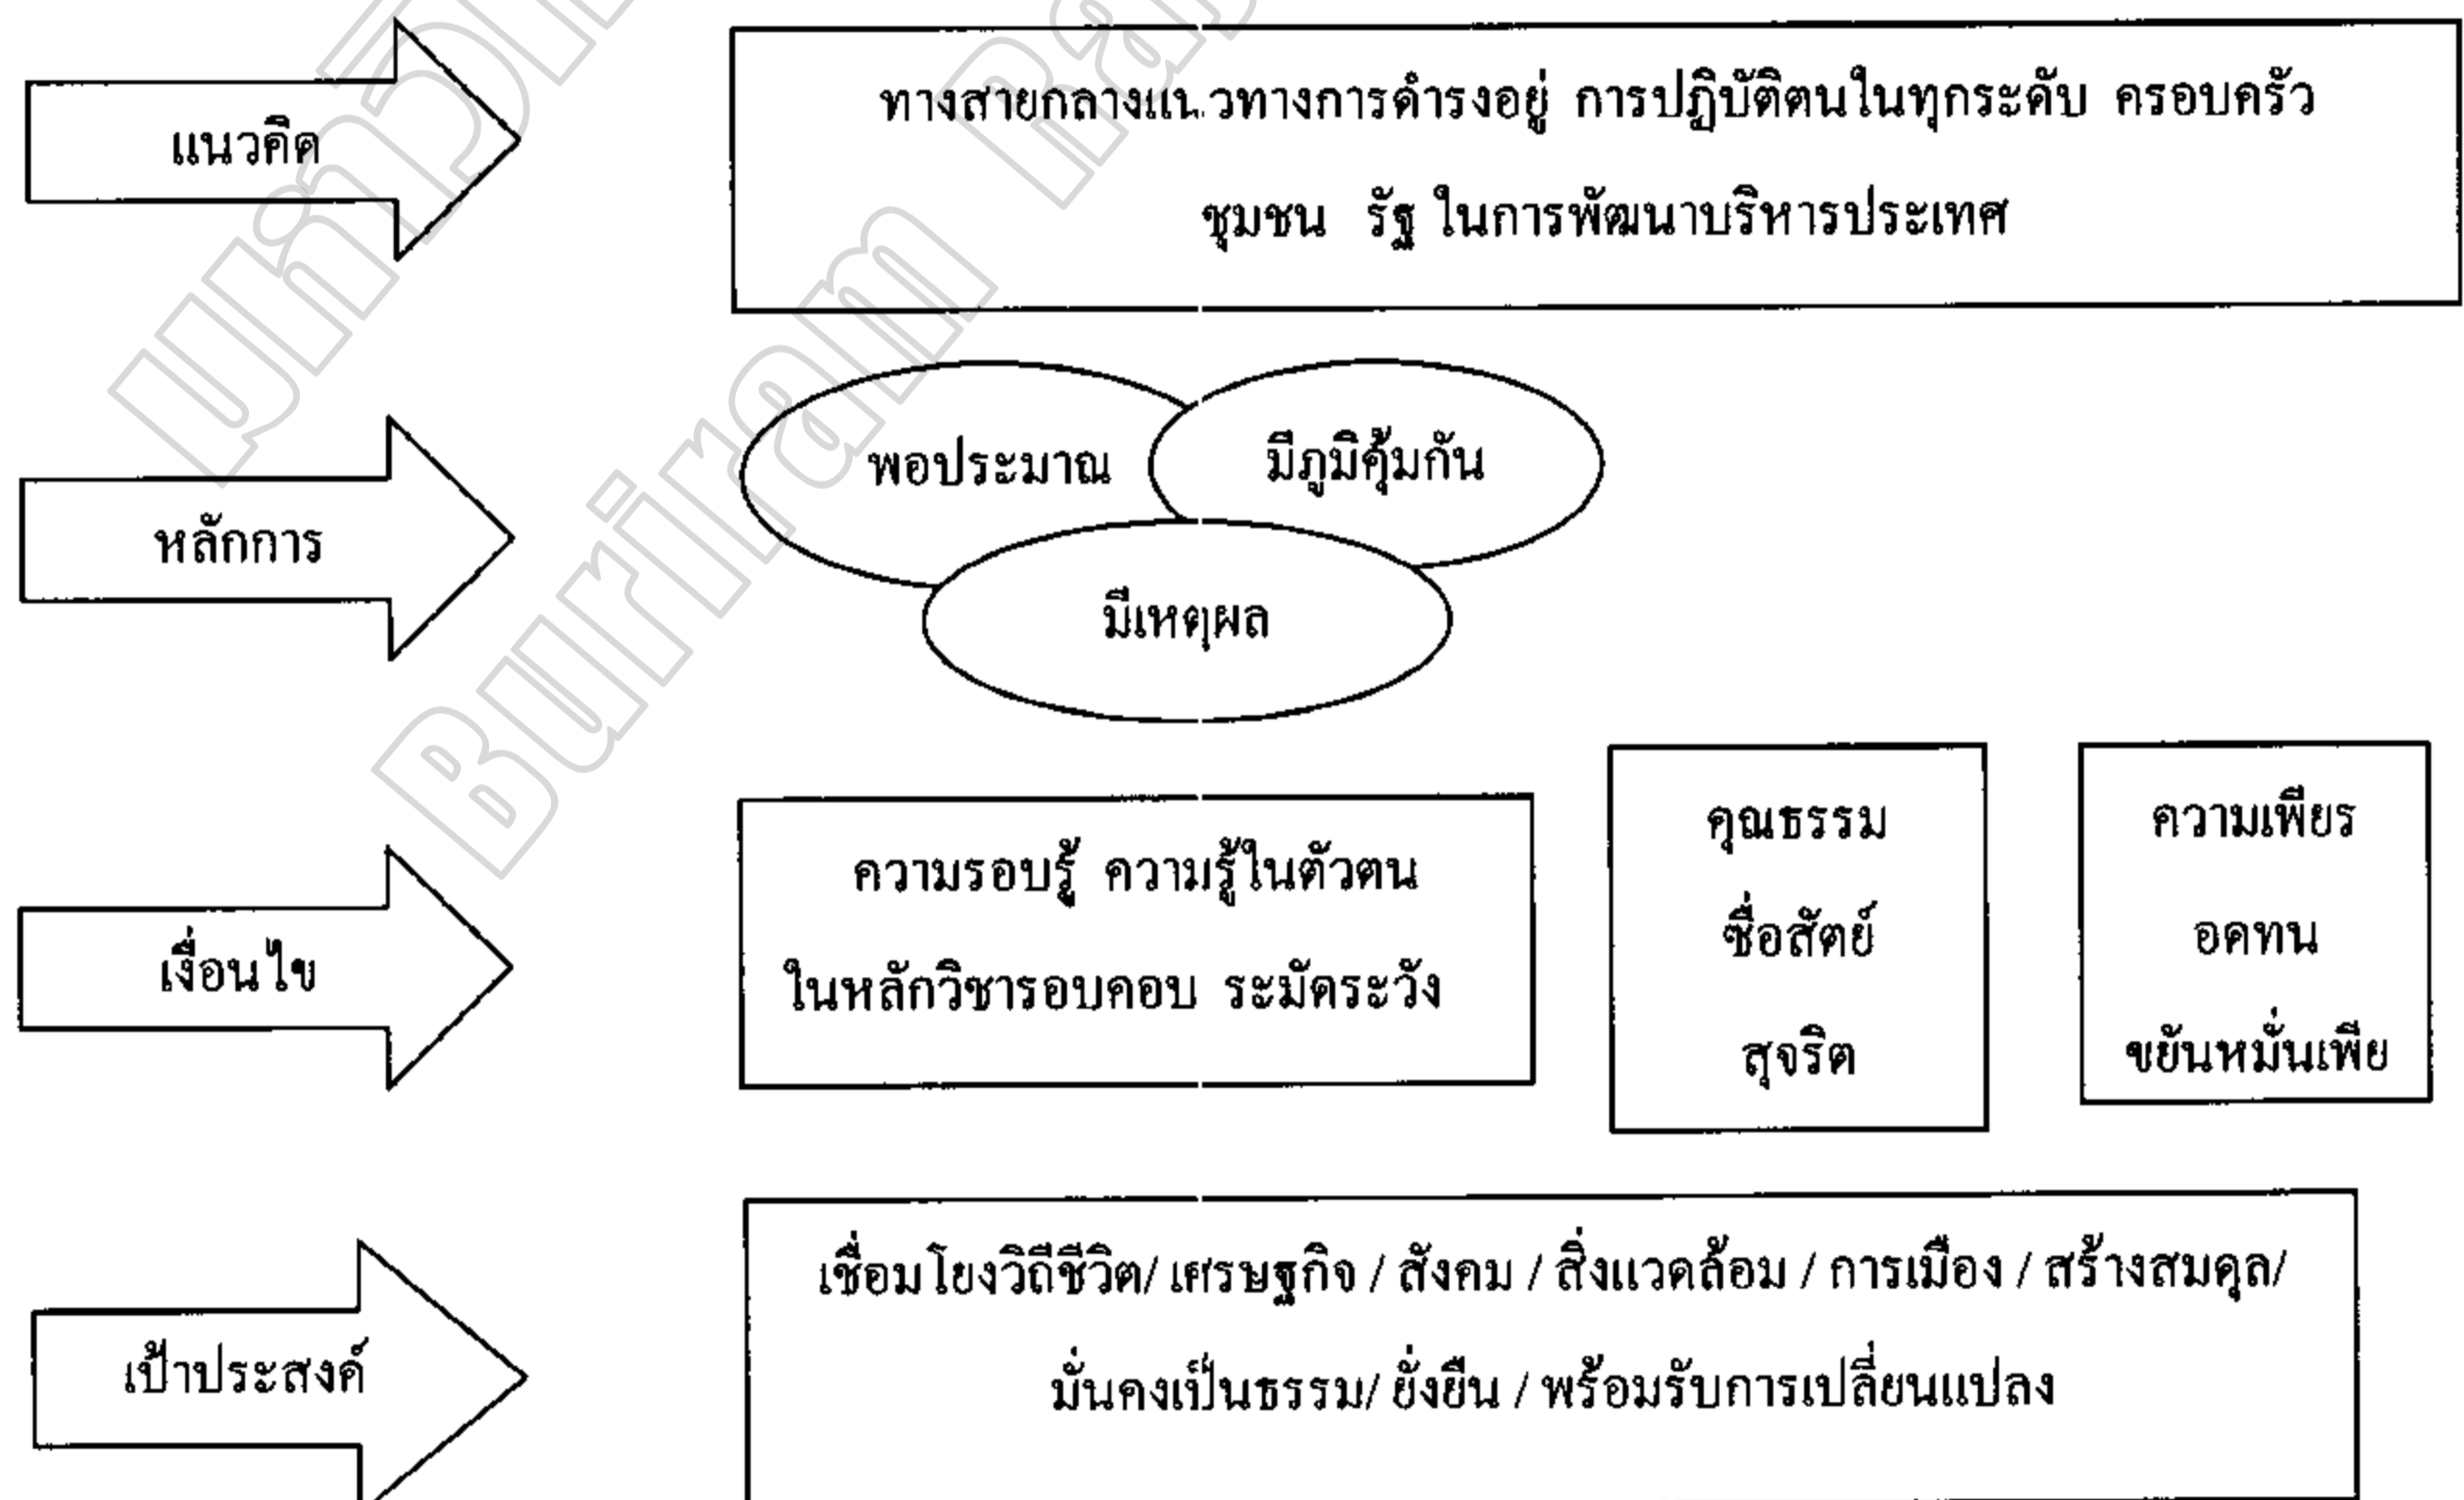 แนวคิด
ทางสายกลางแนวทางการดำรงอยู่ การปฏิบัติตนในทุกระดับ ครอบครัว
ชุมชน รัฐ ในการพัฒนาบริหารประเทศ
หลักการ
พอประมาณ
มีภูมิคุ้มกัน
มีเหตุผล
เงื่อนไข
ความรอบรู้ ความรู้ในตัวตน
ในหลักวิชารอบคอบ ระมัดระวัง
คุณธรรม
ซื่อสัตย์
สุจริต
ความเพียร
อดทน
ขยันหมั่นเพีย
เป้าประสงค์
เชื่อมโยงวิถีชีวิต/ เศรษฐกิจ / สังคม / สิ่งแวดล้อม / การเมือง / สร้างสมดุล/
มั่นคงเป็นธรรม/ ยั่งยืน / พร้อมรับการเปลี่ยนแปลง
Buriram